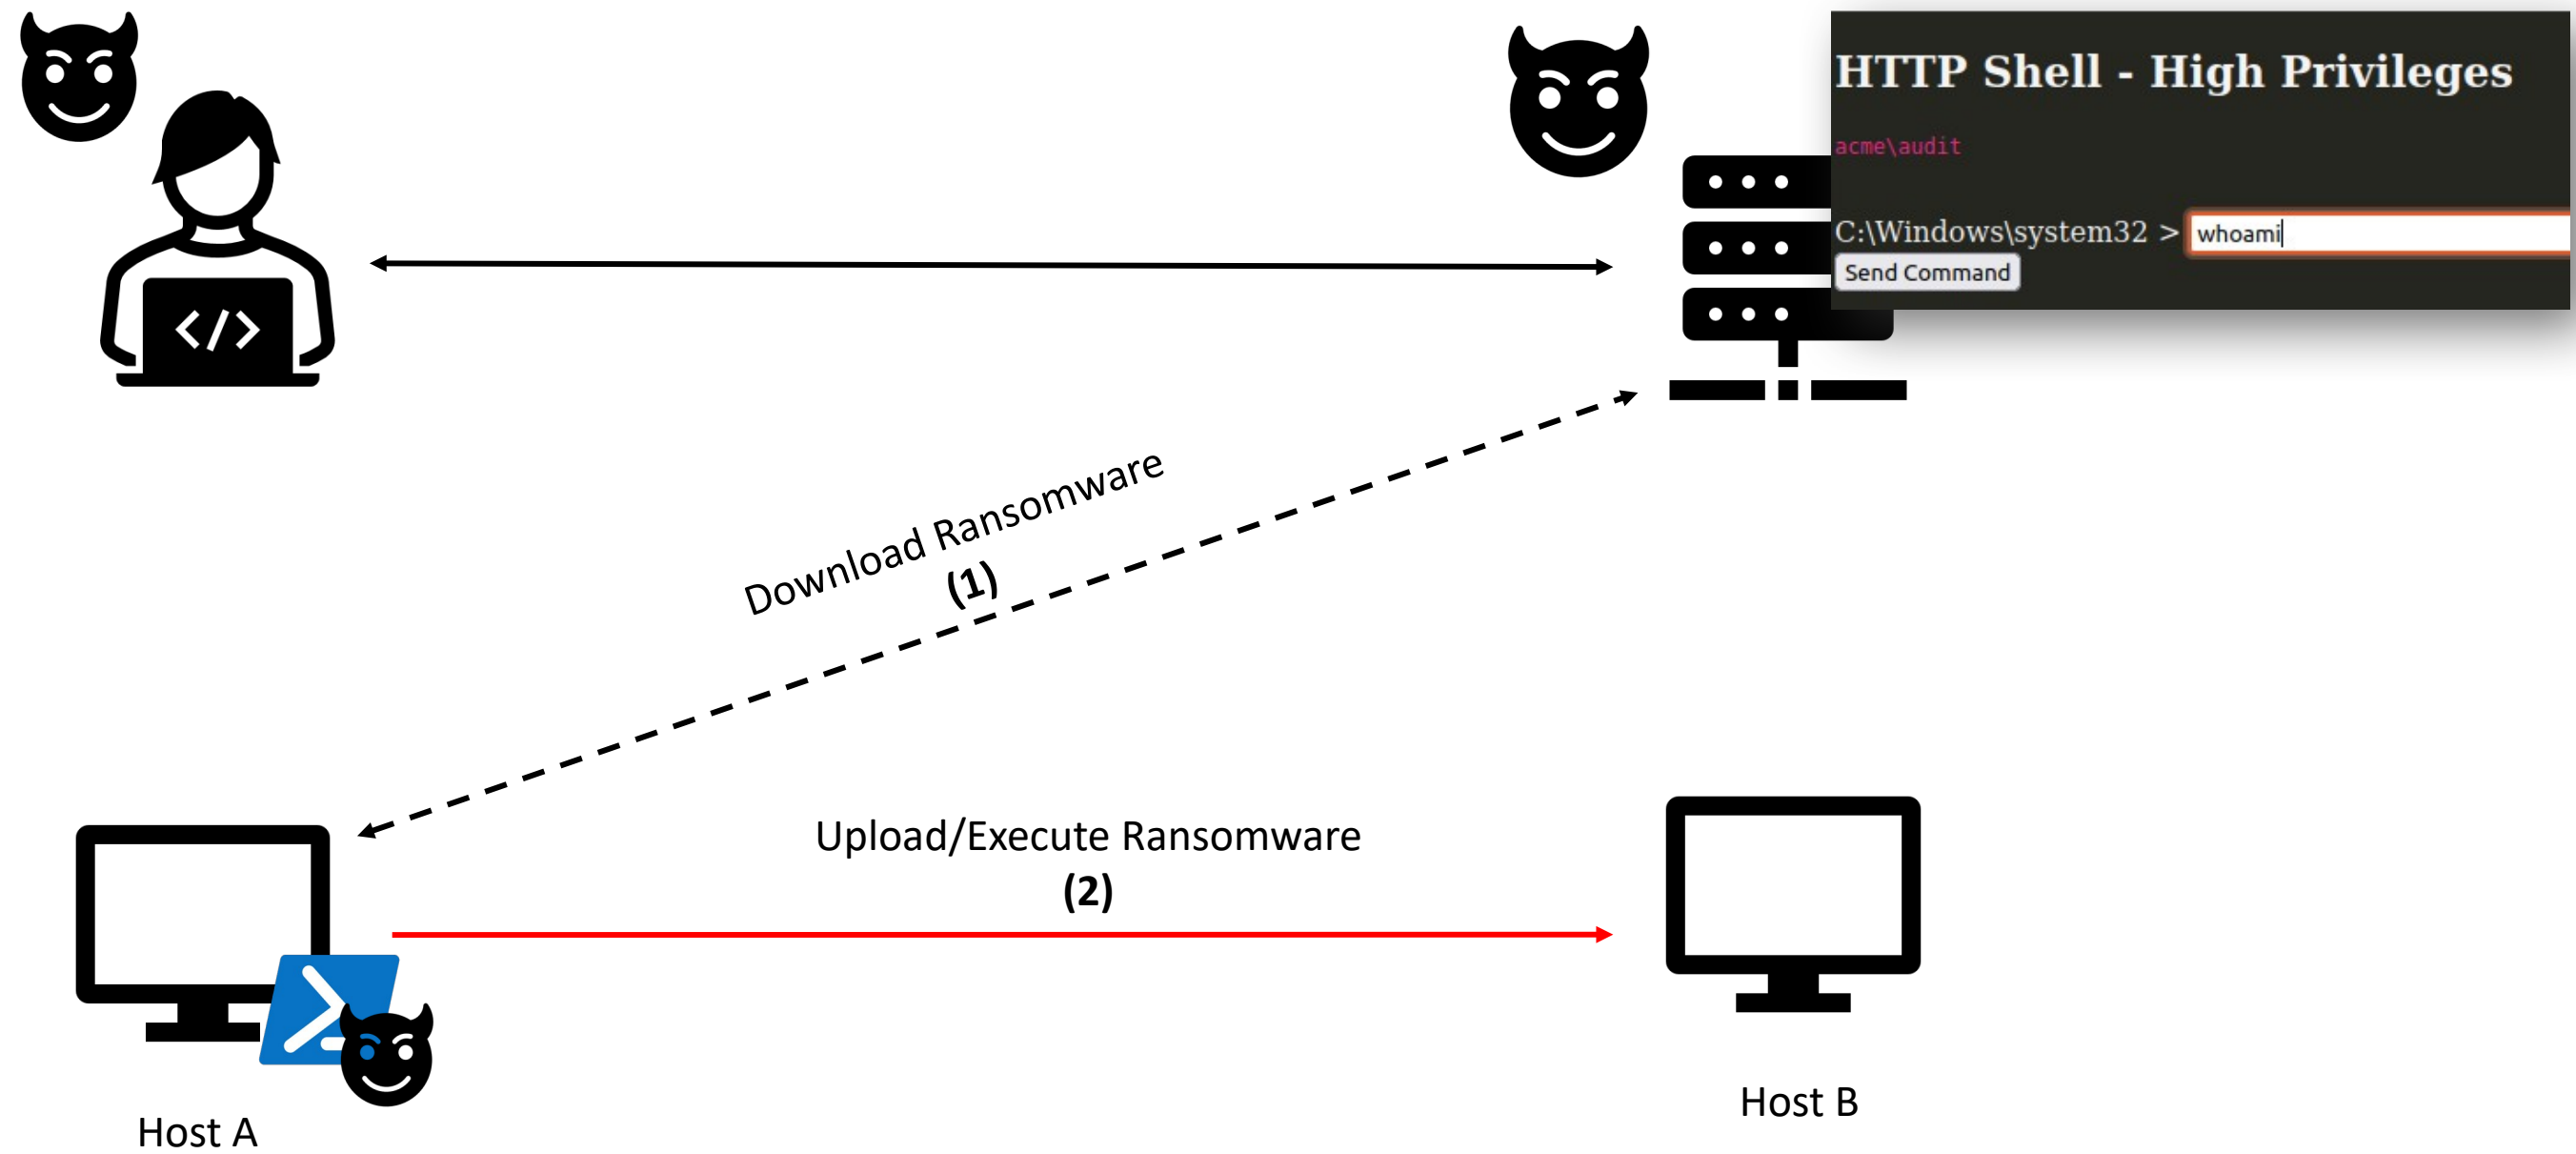 HTTP Shell - High Privileges
acme\audit
C:\Windows\system32 > whoami
Send Command
</>
Download Ransomware
(1)
Upload/Execute Ransomware
(2)
Host A
Host B